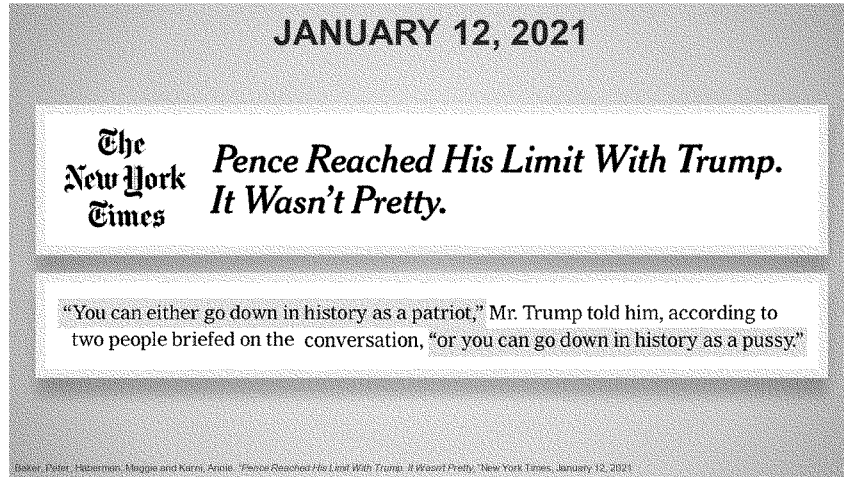 JANUARY 12, 2021
The
New York
Times
Pence Reached His Limit With Trump.
It Wasn't Pretty.
“You can either go down in history as a patriot,” Mr. Trump told him, according to
two people briefed on the conversation, “or you can go down in history as a pussy.”
Baker, Peter, Haberman, Maggie and Karni, Annie. “Pence Reached His Limit With Trump. It Wasn't Pretty,” New York Times, January 12, 2021